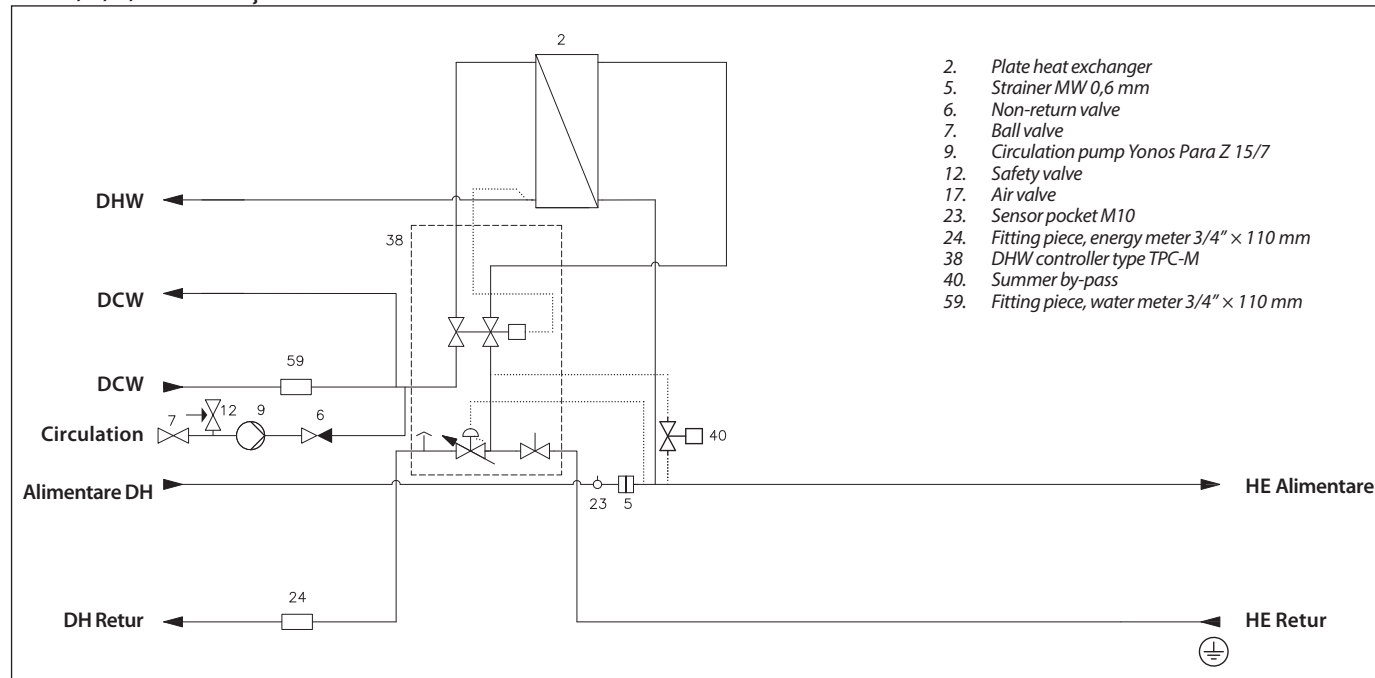 2
2. Plate heat exchanger
5. Strainer MW 0,6 mm
6. Non-return valve
7. Ball valve
9. Circulation pump Yonos Para Z 15/7
12. Safety valve
17. Air valve
23. Sensor pocket M10
24. Fitting piece, energy meter 3/4" × 110 mm
38 DHW controller type TPC-M
40. Summer by-pass
59. Fitting piece, water meter 3/4" × 110 mm
DHW
38
DCW
59
DCW
7
12
9
6
Circulation
40
Alimentare DH
23
5
HE Alimentare
24
DH Retur
HE Retur